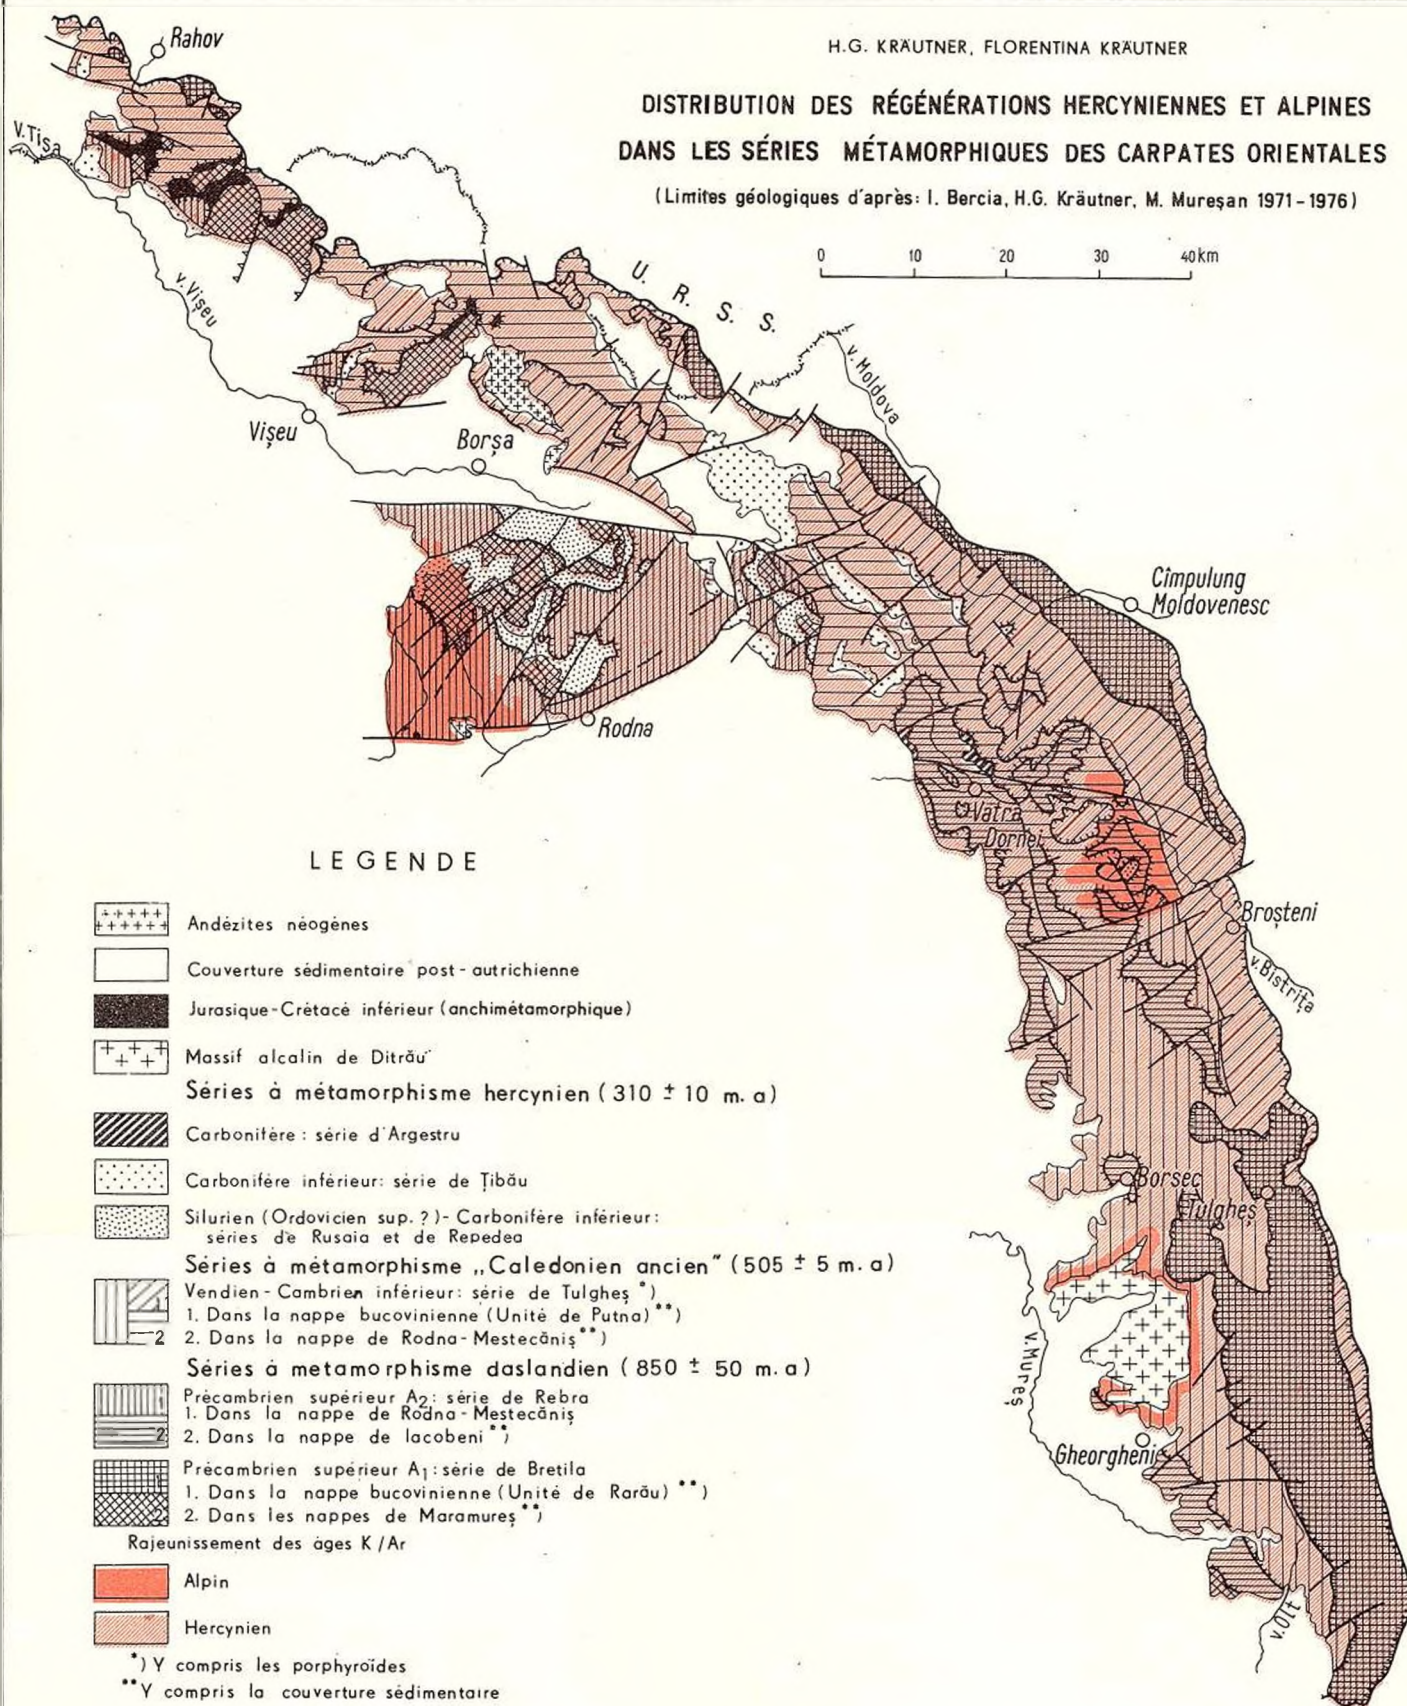 H.G. KRÄUTNER, FLORENTINA KRÄUTNER
DISTRIBUTION DES RÉGÉNÉRATIONS HERCYNIENNES ET ALPINES
DANS LES SÉRIES MÉTAMORPHIQUES DES CARPATES ORIENTALES
(Limites géologiques d'après: I. Bercia, H.G. Kräutner, M. Mureşan 1971-1976)
0 10 20 30 40 km
Rahov
V. Tisa
v. Vişeu
U. R. S. S.
v. Moldova
Vişeu
Borşa
Cîmpulung
Moldovenesc
Rodna
Vatra
Dornei
Broşteni
v. Bistriţa
Borsec
Tulgheş
v. Mureş
Gheorgheni
v. Olt
LEGENDE
Andézites néogènes
Couverture sédimentaire post-autrichienne
Jurasique-Crétacé inférieur (anchimétamorphique)
Massif alcalin de Ditrău
Séries à métamorphisme hercynien (310 ± 10 m. a)
Carbonifère : série d'Argestru
Carbonifère inférieur: série de Ţibău
Silurien (Ordovicien sup. ?)- Carbonifère inférieur:
séries de Rusaia et de Repedea
Séries à métamorphisme „Caledonien ancien" (505 ± 5 m. a)
1
2
Vendien-Cambrien inférieur: série de Tulgheş *)
1. Dans la nappe bucovinienne (Unité de Putna) **)
2. Dans la nappe de Rodna-Mestecăniş **)
Séries à metamorphisme daslandien (850 ± 50 m. a)
1
2
Précambrien supérieur A2: série de Rebra
1. Dans la nappe de Rodna-Mestecăniş
2. Dans la nappe de Iacobeni **)
1
2
Précambrien supérieur A1: série de Bretila
1. Dans la nappe bucovinienne (Unité de Rarău) **)
2. Dans les nappes de Maramureş **)
Rajeunissement des âges K/Ar
Alpin
Hercynien
*) Y compris les porphyroïdes
** Y compris la couverture sédimentaire